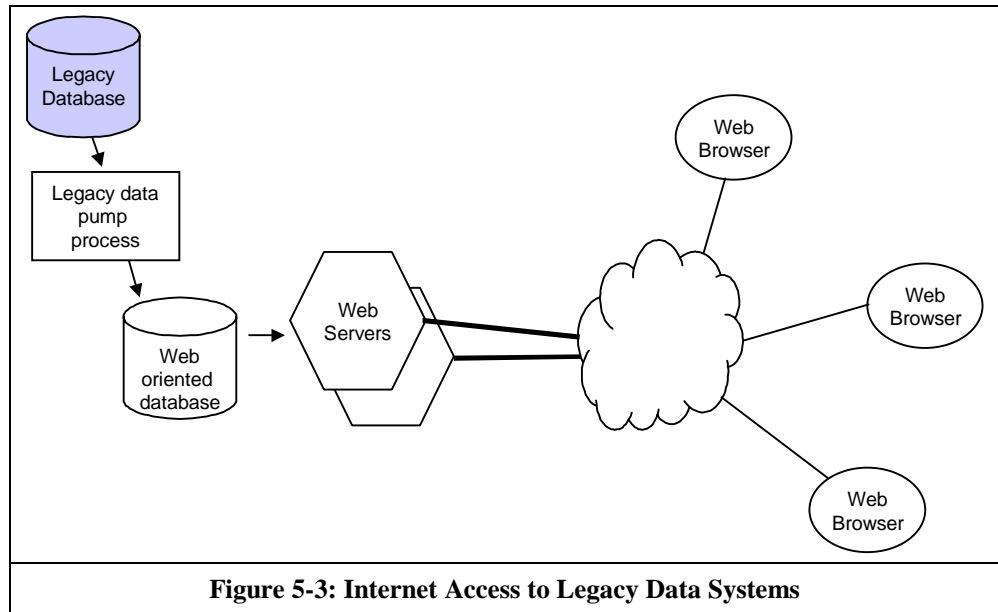 Legacy
Database
Legacy data
pump
process
Web
oriented
database
Web
Servers
Web
Browser
Web
Browser
Web
Browser
Figure 5-3: Internet Access to Legacy Data Systems